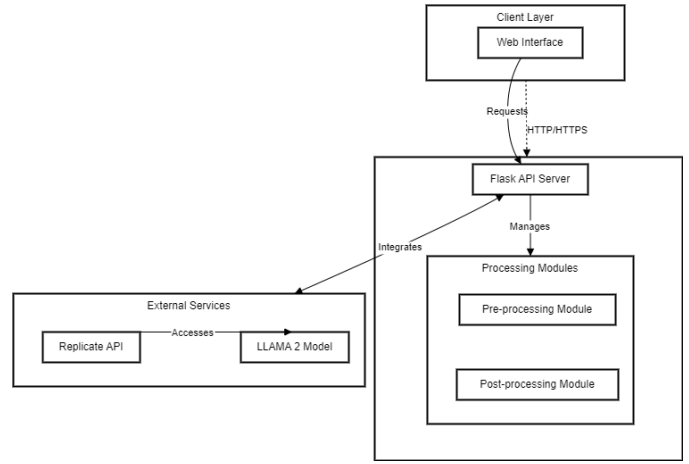 Client Layer
Web Interface
Requests
HTTP/HTTPS
Flask API Server
Manages
Integrates
Processing Modules
Pre-processing Module
Post-processing Module
External Services
Replicate API
Accesses
LLAMA 2 Model